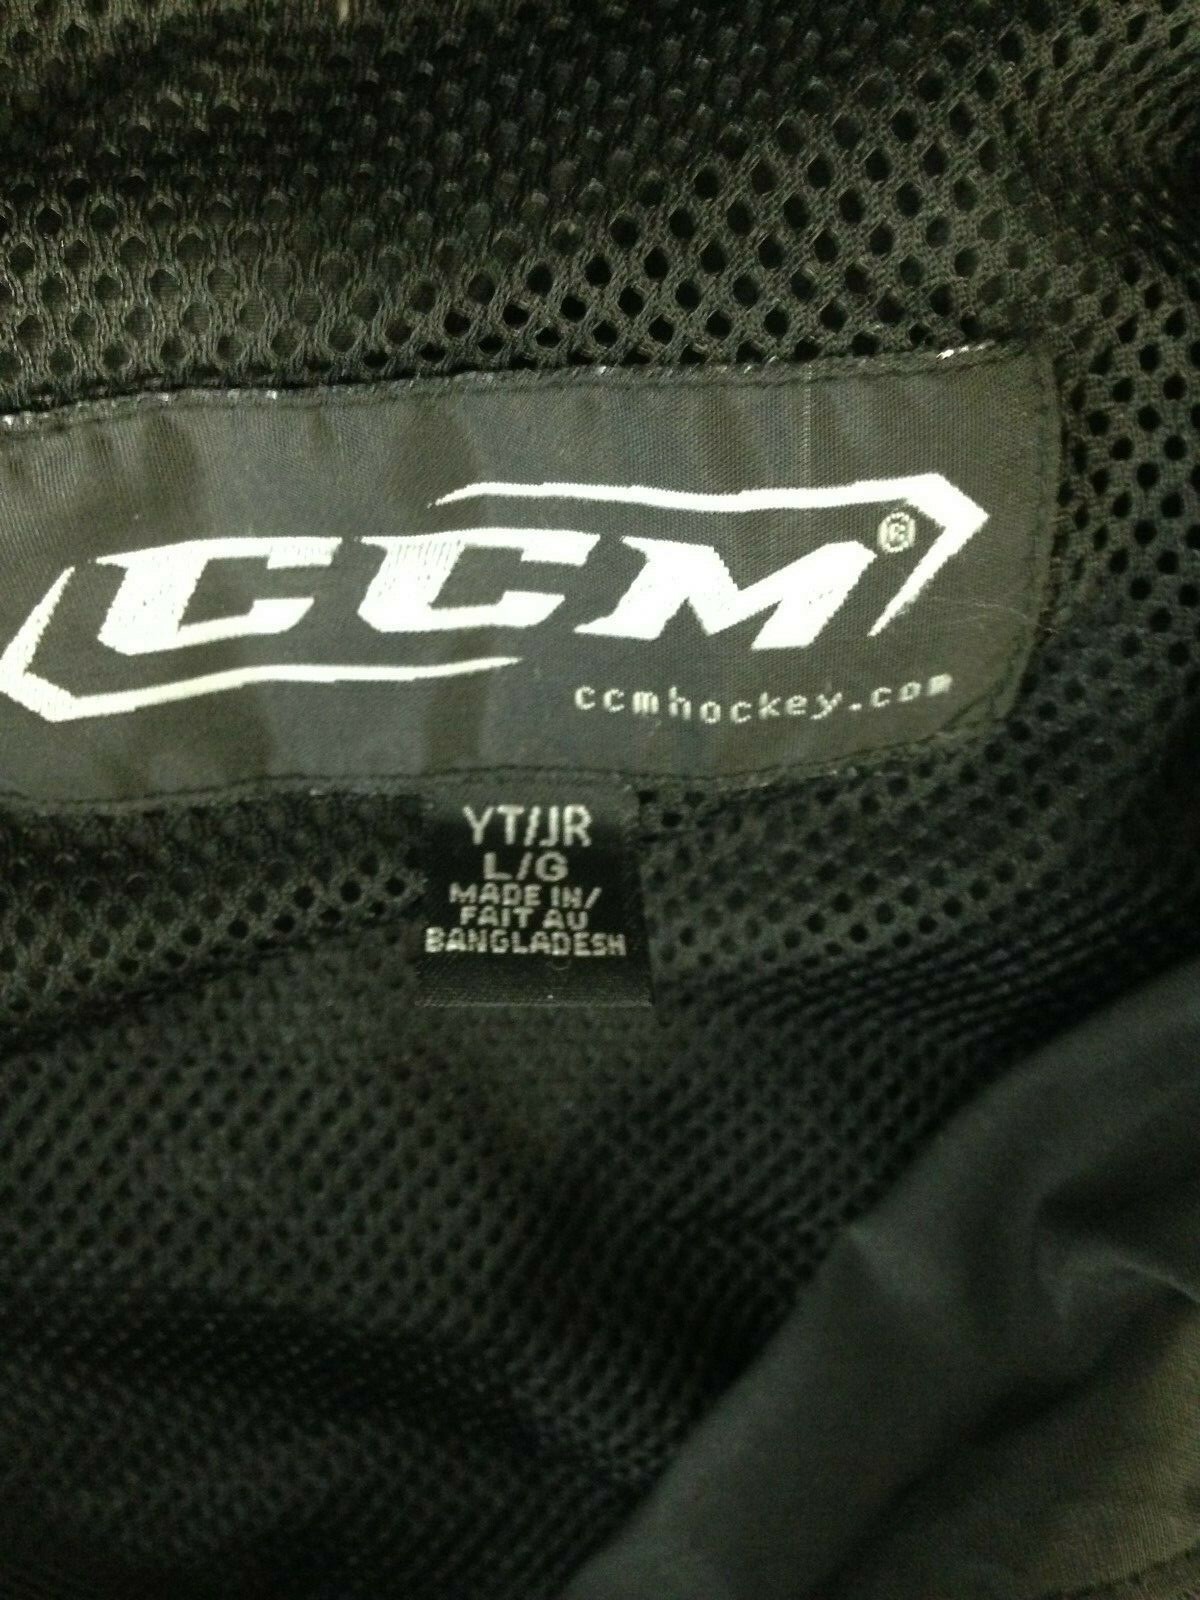 CCM®
ccmhockey.com
YT/JR
L/G
MADE IN/
FAIT AU
BANGLADESH